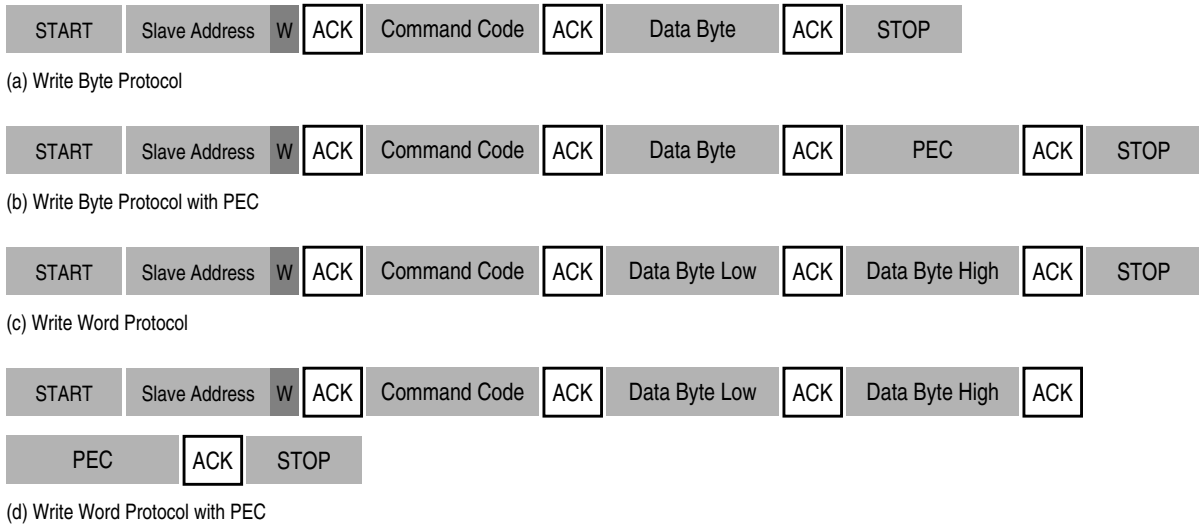 START Slave Address W ACK Command Code ACK Data Byte ACK STOP
(a) Write Byte Protocol
START Slave Address W ACK Command Code ACK Data Byte ACK PEC ACK STOP
(b) Write Byte Protocol with PEC
START Slave Address W ACK Command Code ACK Data Byte Low ACK Data Byte High ACK STOP
(c) Write Word Protocol
START Slave Address W ACK Command Code ACK Data Byte Low ACK Data Byte High ACK
PEC ACK STOP
(d) Write Word Protocol with PEC